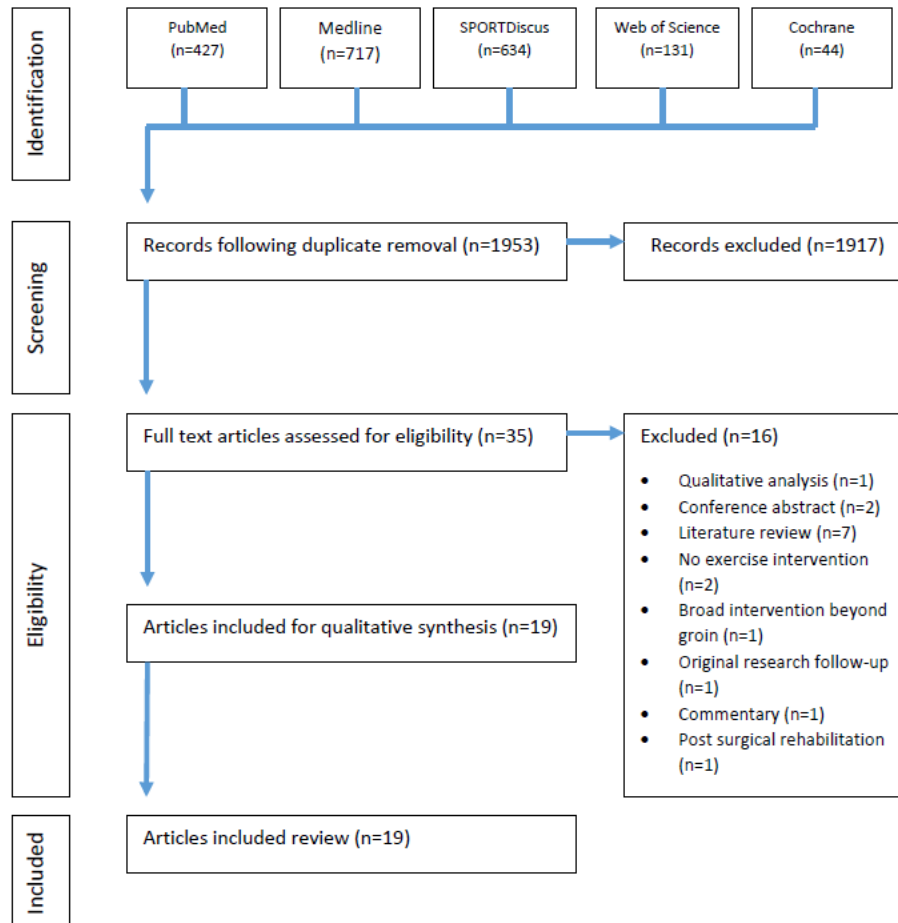 Identification
PubMed
(n=427)
Medline
(n=717)
SPORTDiscus
(n=634)
Web of Science
(n=131)
Cochrane
(n=44)
Screening
Records following duplicate removal (n=1953)
Records excluded (n=1917)
Eligibility
Full text articles assessed for eligibility (n=35)
Excluded (n=16)
• Qualitative analysis (n=1)
• Conference abstract (n=2)
• Literature review (n=7)
• No exercise intervention
(n=2)
• Broad intervention beyond
groin (n=1)
• Original research follow-up
(n=1)
• Commentary (n=1)
• Post surgical rehabilitation
(n=1)
Articles included for qualitative synthesis (n=19)
Included
Articles included review (n=19)